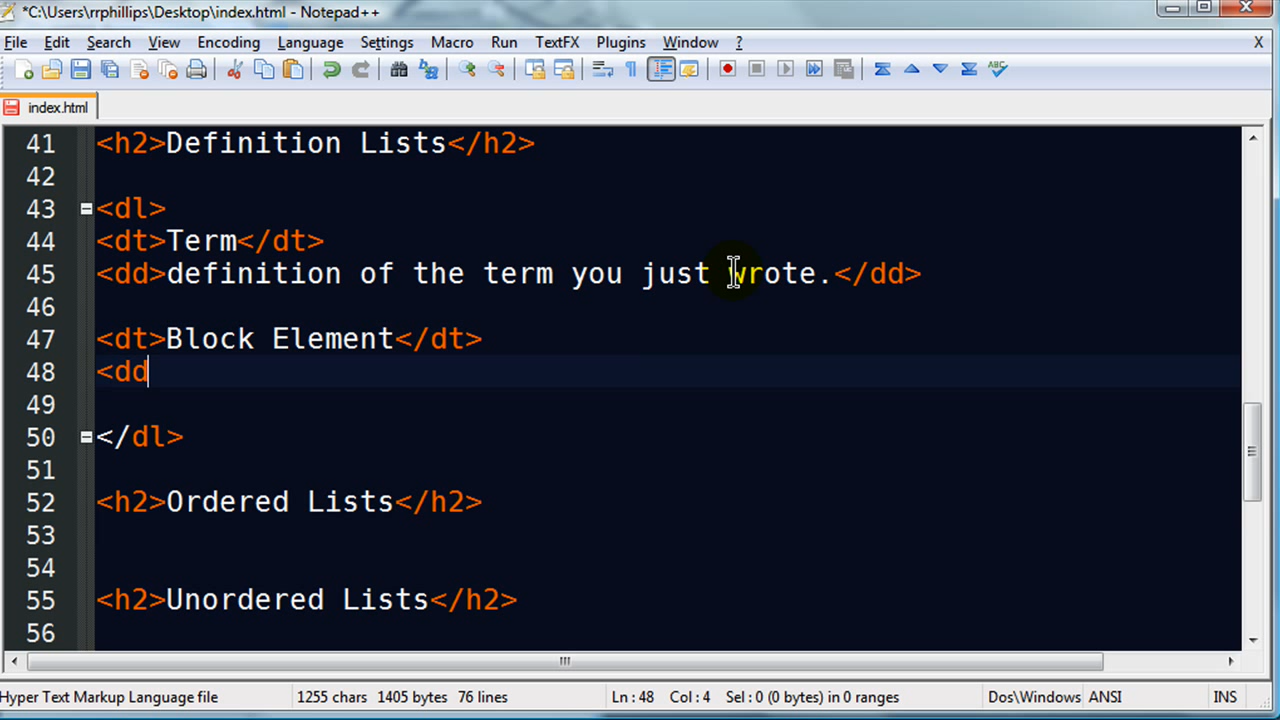 *C:\Users\rrphillips\Desktop\index.html - Notepad++
File Edit Search View Encoding Language Settings Macro Run TextFX Plugins Window ? X
ABC
index.html
41 <h2>Definition Lists</h2>
42
43 <dl>
44 <dt>Term</dt>
45 <dd>definition of the term you just wrote.</dd>
46
47 <dt>Block Element</dt>
48 <dd
49
50 </dl>
51
52 <h2>Ordered Lists</h2>
53
54
55 <h2>Unordered Lists</h2>
56
Hyper Text Markup Language file 1255 chars 1405 bytes 76 lines Ln : 48 Col : 4 Sel : 0 (0 bytes) in 0 ranges Dos\Windows ANSI INS